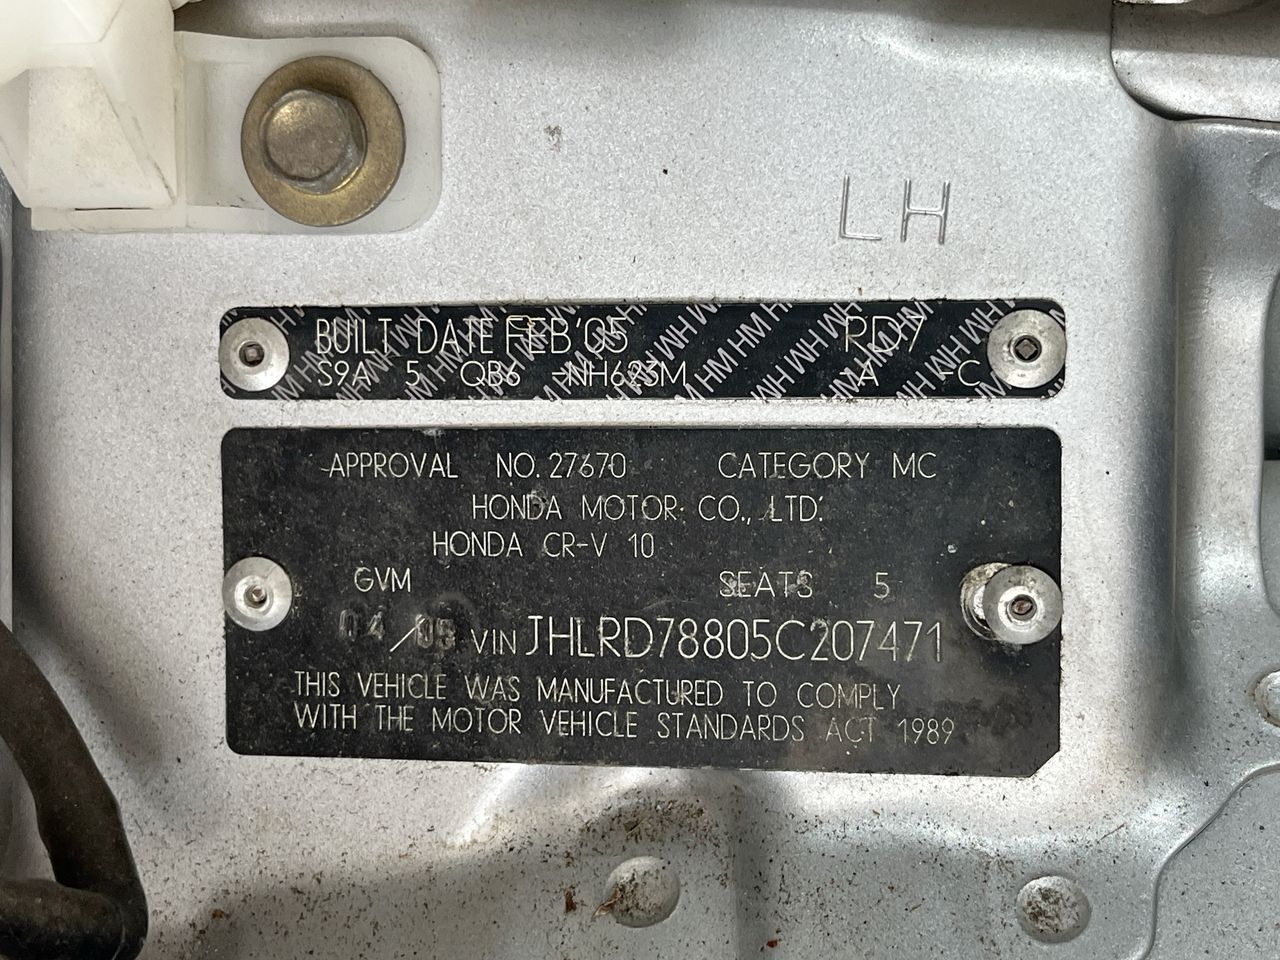 LH
BUILT DATE FEB'05 RD7
S9A 5 QB6 -NH623M A -C
APPROVAL NO. 27670 CATEGORY MC
HONDA MOTOR CO., LTD.
HONDA CR-V 10
GVM SEATS 5
04/05 VIN JHLRD78805C207471
THIS VEHICLE WAS MANUFACTURED TO COMPLY
WITH THE MOTOR VEHICLE STANDARDS ACT 1989